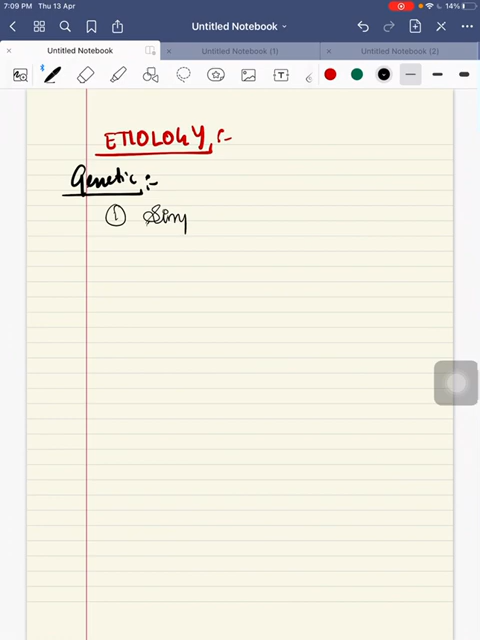 7:09 PM Thu 13 Apr 14%
Untitled Notebook
Untitled Notebook Untitled Notebook (1) Untitled Notebook (2)
ETIOLOGY :-
Genetic :-
① Simp